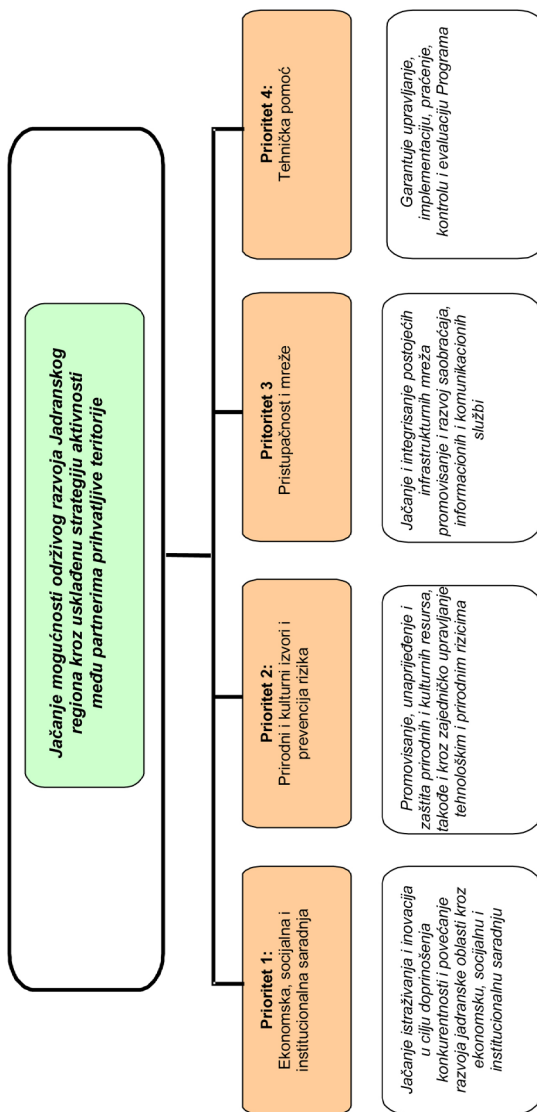 Jačanje mogućnosti održivog razvoja Jadranskog
regiona kroz usklađenu strategiju aktivnosti
među partnerima prihvatljive teritorije
Prioritet 1:
Ekonomska, socijalna i
institucionalna saradnja
Prioritet 2:
Prirodni i kulturni izvori i
prevencija rizika
Pritoritet 3
Pristupačnost i mreže
Prioritet 4:
Tehnička pomoć
Jačanje istraživanja i inovacija
u cilju doprinošenja
konkurentnosti i povećanje
razvoja jadranske oblasti kroz
ekonomsku, socijalnu i
institucionalnu saradnju
Promovisanje, unaprijeđenje i
zaštita prirodnih i kulturnih resursa,
takođe i kroz zajedničko upravljanje
tehnološkim i prirodnim rizicima
Jačanje i integrisanje postojećih
infrastrukturnih mreža
promovisanje i razvoj saobraćaja,
informacionih i komunikacionih
službi
Garantuje upravljanje,
implementaciju, praćenje,
kontrolu i evaluaciju Programa